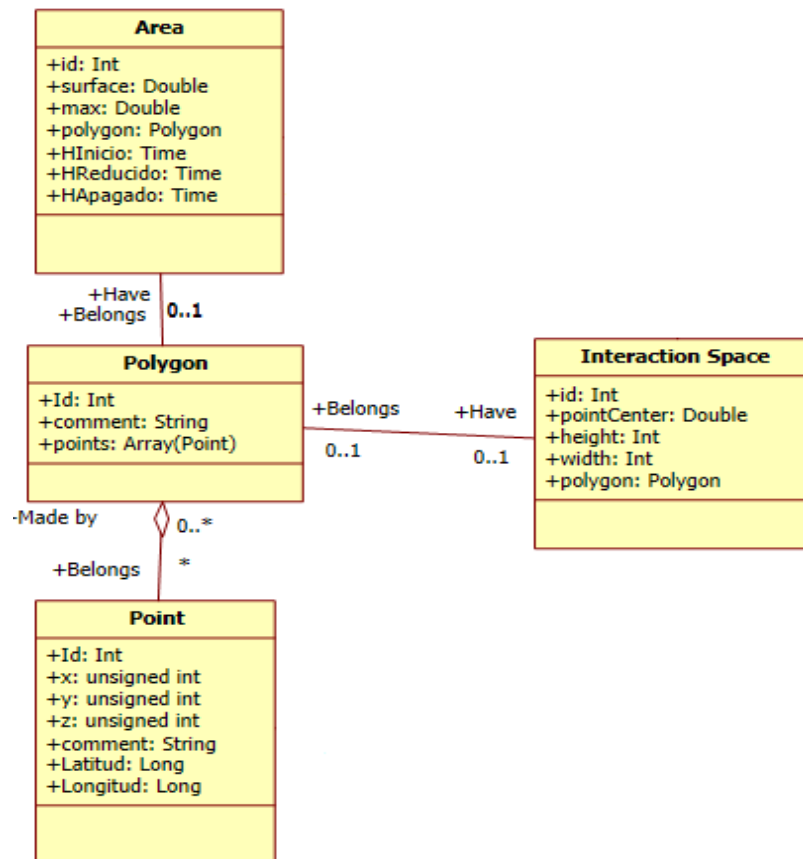 Area
+id: Int
+surface: Double
+max: Double
+polygon: Polygon
+HInicio: Time
+HReducido: Time
+HApagado: Time
+Have
+Belongs
0..1
Polygon
+Id: Int
+comment: String
+points: Array(Point)
+Belongs
+Have
0..1
0..1
Interaction Space
+id: Int
+pointCenter: Double
+height: Int
+width: Int
+polygon: Polygon
-Made by
0..*
+Belongs
*
Point
+Id: Int
+x: unsigned int
+y: unsigned int
+z: unsigned int
+comment: String
+Latitud: Long
+Longitud: Long